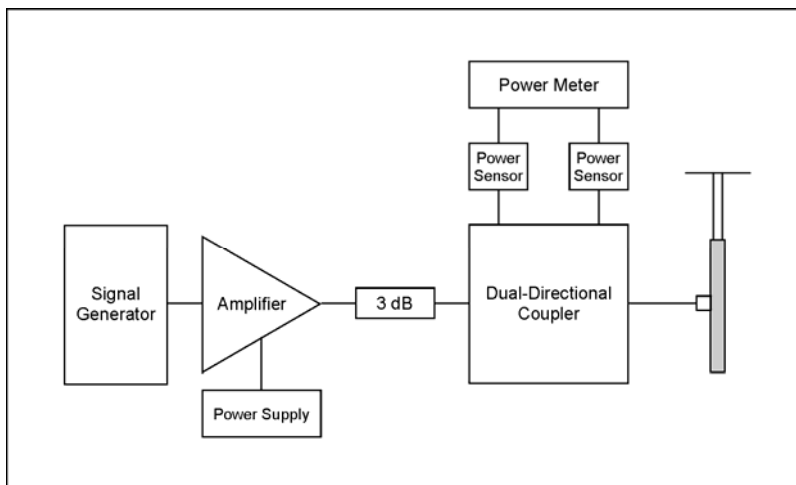 Power Meter
Power
Sensor
Power
Sensor
Signal
Generator
Amplifier
3 dB
Dual-Directional
Coupler
Power Supply